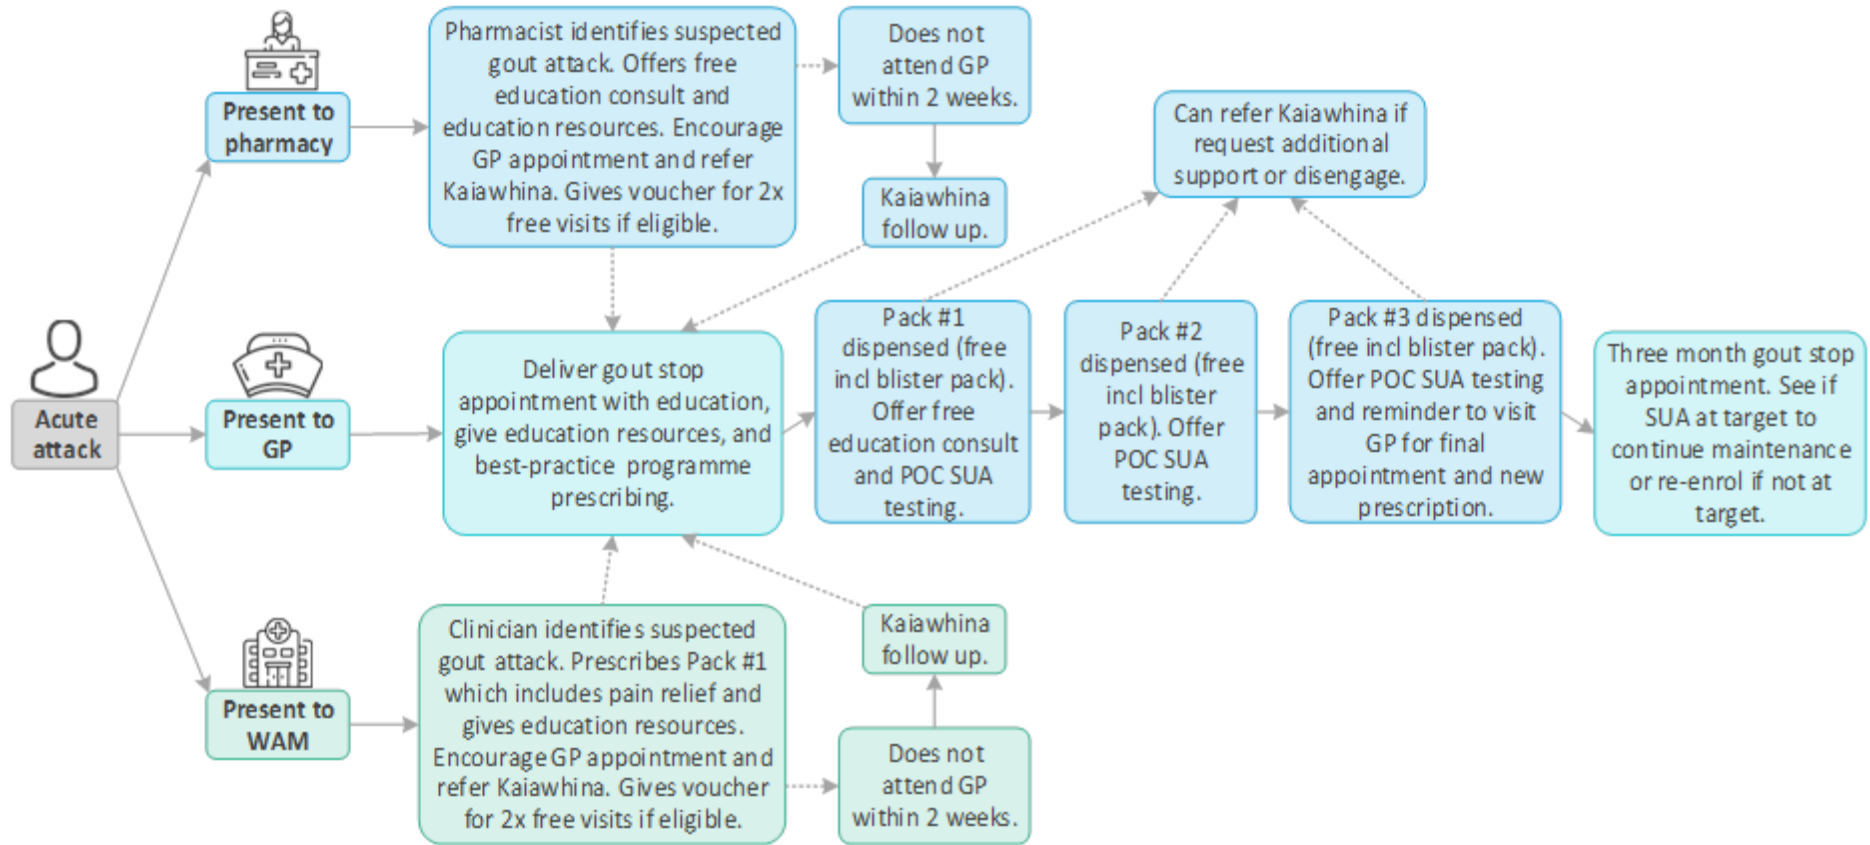 Pharmacist identifies suspected
gout attack. Offers free
education consult and
education resources. Encourage
GP appointment and refer
Kaiawhina. Gives voucher for 2x
free visits if eligible.
Does not
attend GP
within 2 weeks.
Present to
pharmacy
Can refer Kaiawhina if
request additional
support or disengage.
Kaiawhina
follow up.
Acute
attack
Present to
GP
Deliver gout stop
appointment with education,
give education resources, and
best-practice programme
prescribing.
Pack #1
dispensed (free
incl blister pack).
Offer free
education consult
and POC SUA
testing.
Pack #2
dispensed (free
incl blister
pack). Offer
POC SUA
testing.
Pack #3 dispensed
(free incl blister pack).
Offer POC SUA testing
and reminder to visit
GP for final
appointment and new
prescription.
Three month gout stop
appointment. See if
SUA at target to
continue maintenance
or re-enrol if not at
target.
Present to
WAM
Clinician identifies suspected
gout attack. Prescribes Pack #1
which includes pain relief and
gives education resources.
Encourage GP appointment and
refer Kaiawhina. Gives voucher
for 2x free visits if eligible.
Kaiawhina
follow up.
Does not
attend GP
within 2 weeks.